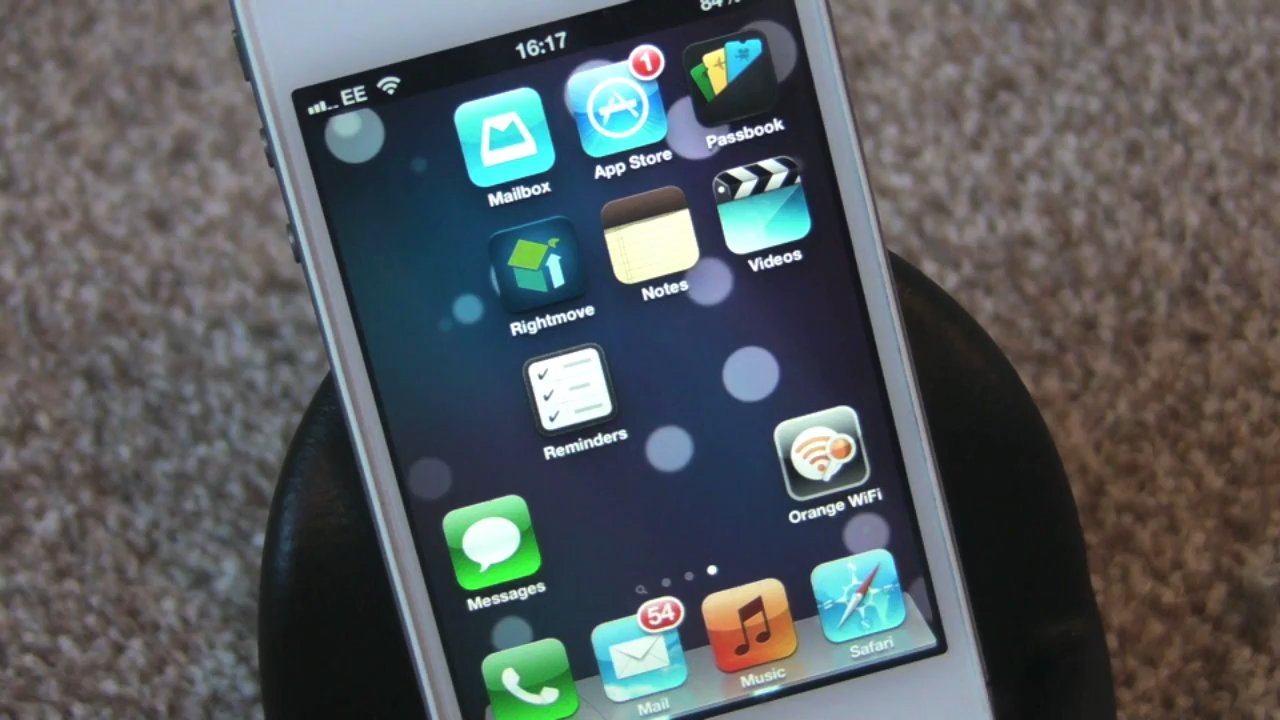 EE 16:17 84%
1
Mailbox App Store Passbook
Rightmove Notes Videos
Reminders
Orange WiFi
Messages
54
Mail Music Safari